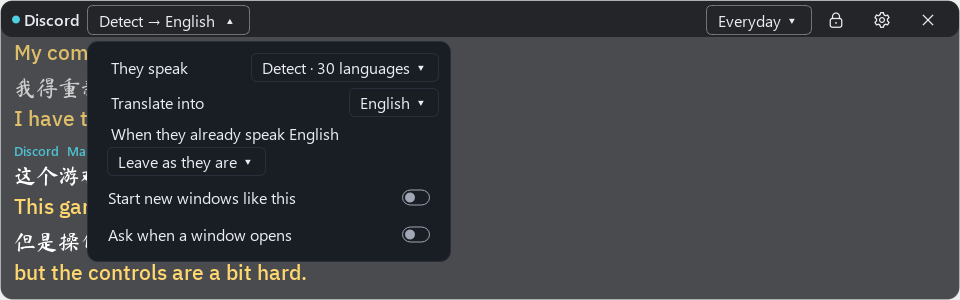 Discord Detect → English ▲ Everyday ▼
My com
They speak Detect · 30 languages ▼
我得重
Translate into English ▼
I have t
When they already speak English
Discord Ma
Leave as they are ▼
这个游
Start new windows like this
This gar
Ask when a window opens
但是操
but the controls are a bit hard.